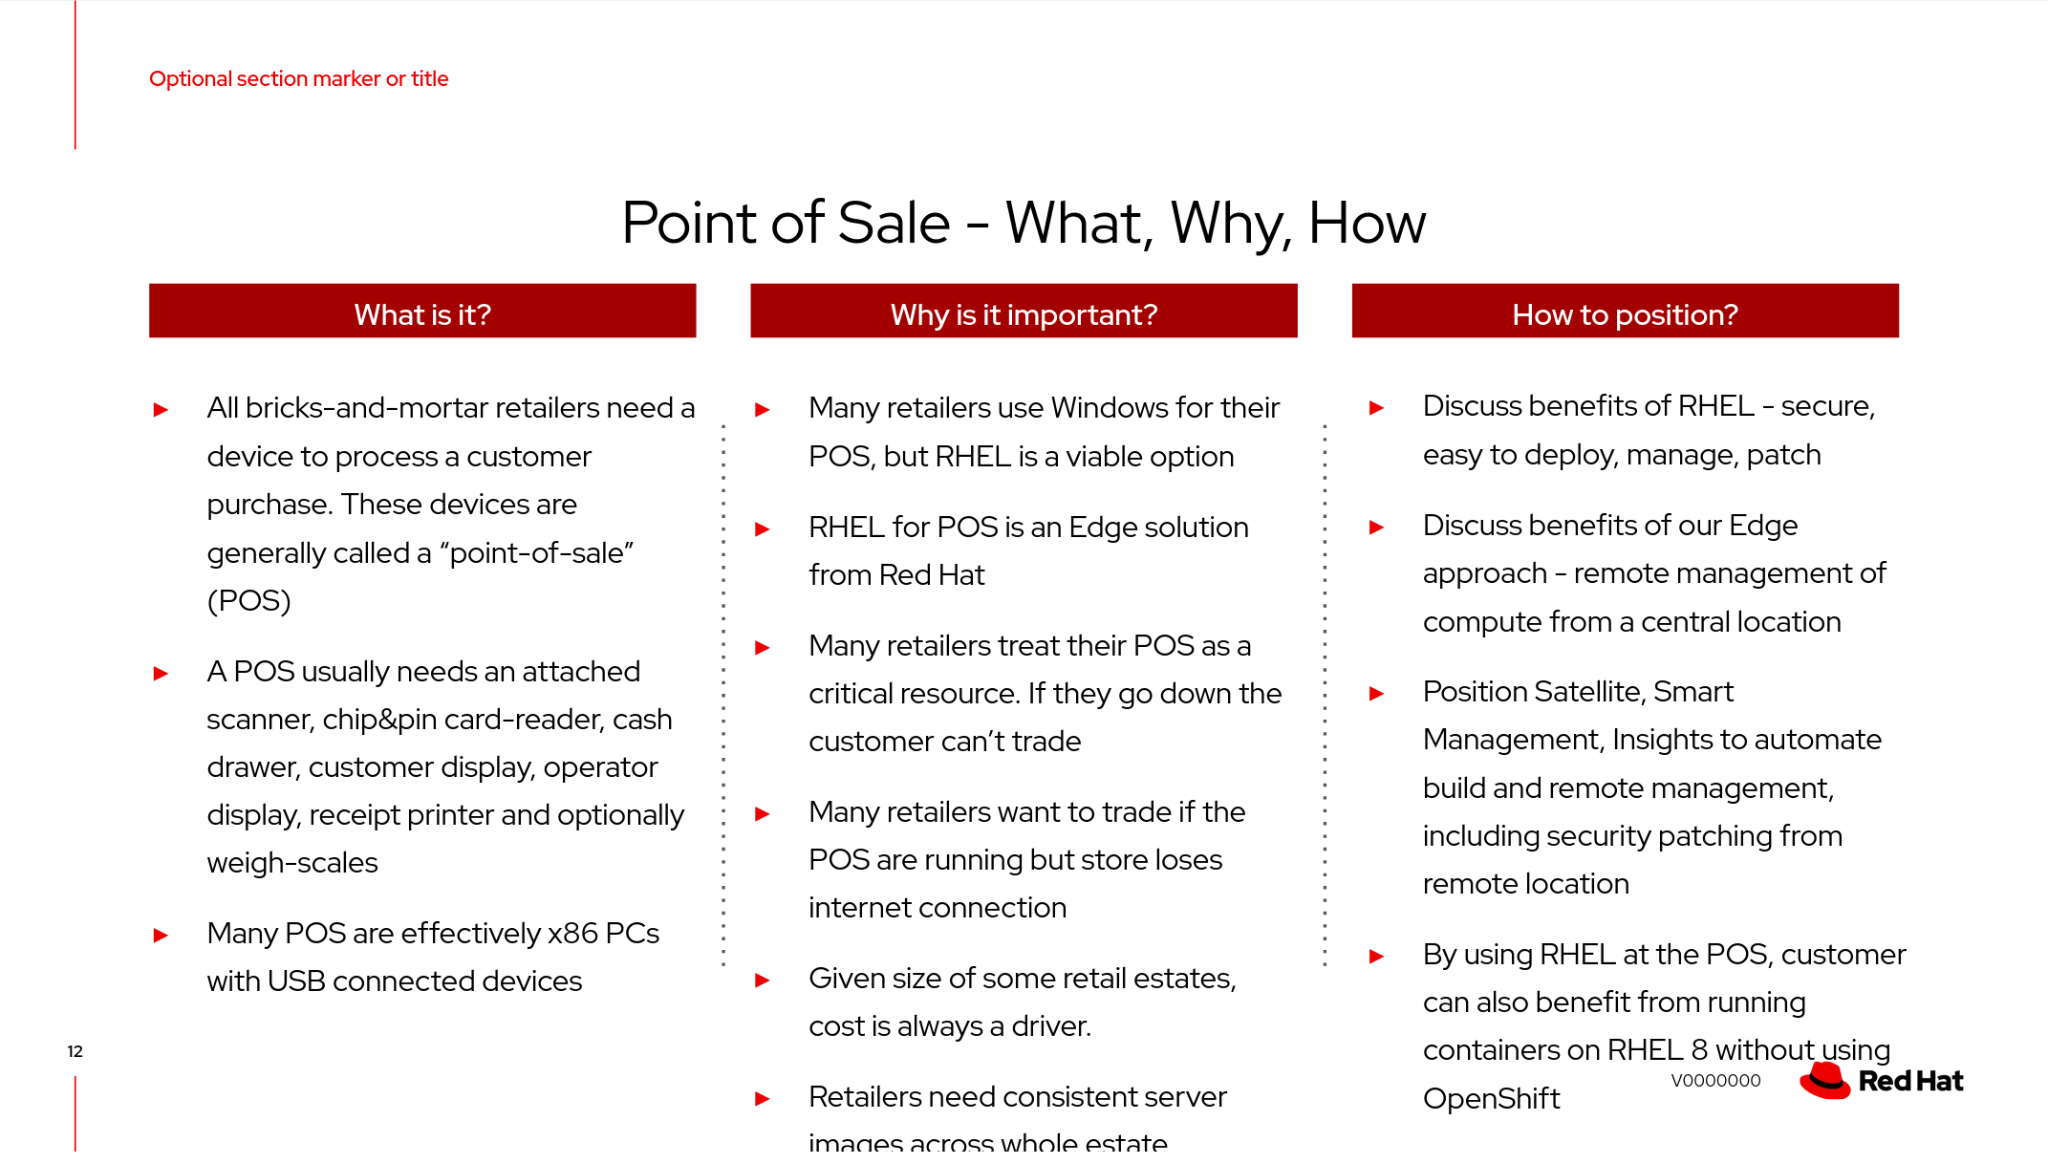 Optional section marker or title
Point of Sale - What, Why, How
What is it?
All bricks-and-mortar retailers need a
device to process a customer
purchase. These devices are
generally called a “point-of-sale”
(POS)
A POS usually needs an attached
scanner, chip&pin card-reader, cash
drawer, customer display, operator
display, receipt printer and optionally
weigh-scales
Many POS are effectively x86 PCs
with USB connected devices
Why is it important?
Many retailers use Windows for their
POS, but RHEL is a viable option
RHEL for POS is an Edge solution
from Red Hat
Many retailers treat their POS as a
critical resource. If they go down the
customer can’t trade
Many retailers want to trade if the
POS are running but store loses
internet connection
Given size of some retail estates,
cost is always a driver.
Retailers need consistent server
images across whole estate
How to position?
Discuss benefits of RHEL - secure,
easy to deploy, manage, patch
Discuss benefits of our Edge
approach - remote management of
compute from a central location
Position Satellite, Smart
Management, Insights to automate
build and remote management,
including security patching from
remote location
By using RHEL at the POS, customer
can also benefit from running
containers on RHEL 8 without using
OpenShift
12
V0000000
Red Hat